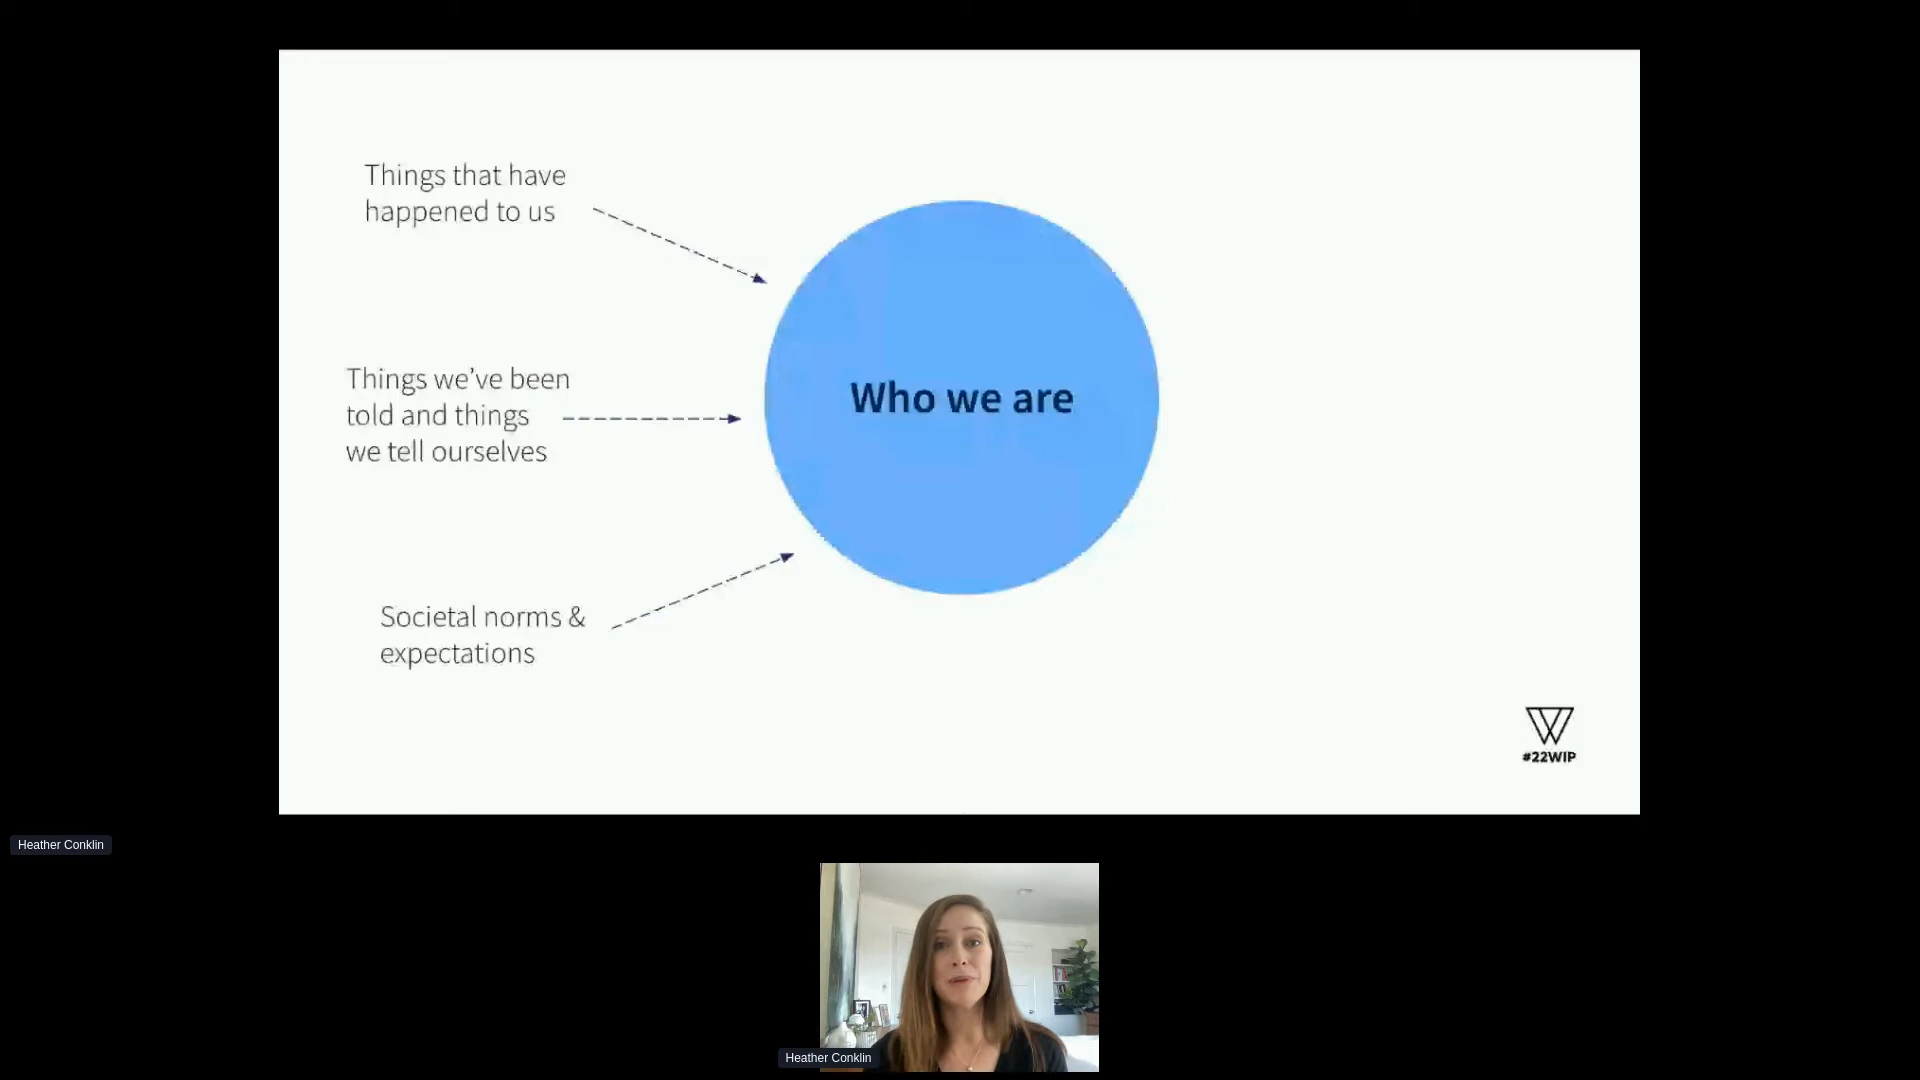 Things that have
happened to us
Things we've been
told and things
we tell ourselves
Societal norms &
expectations
Who we are
#22WIP
Heather Conklin
Heather Conklin